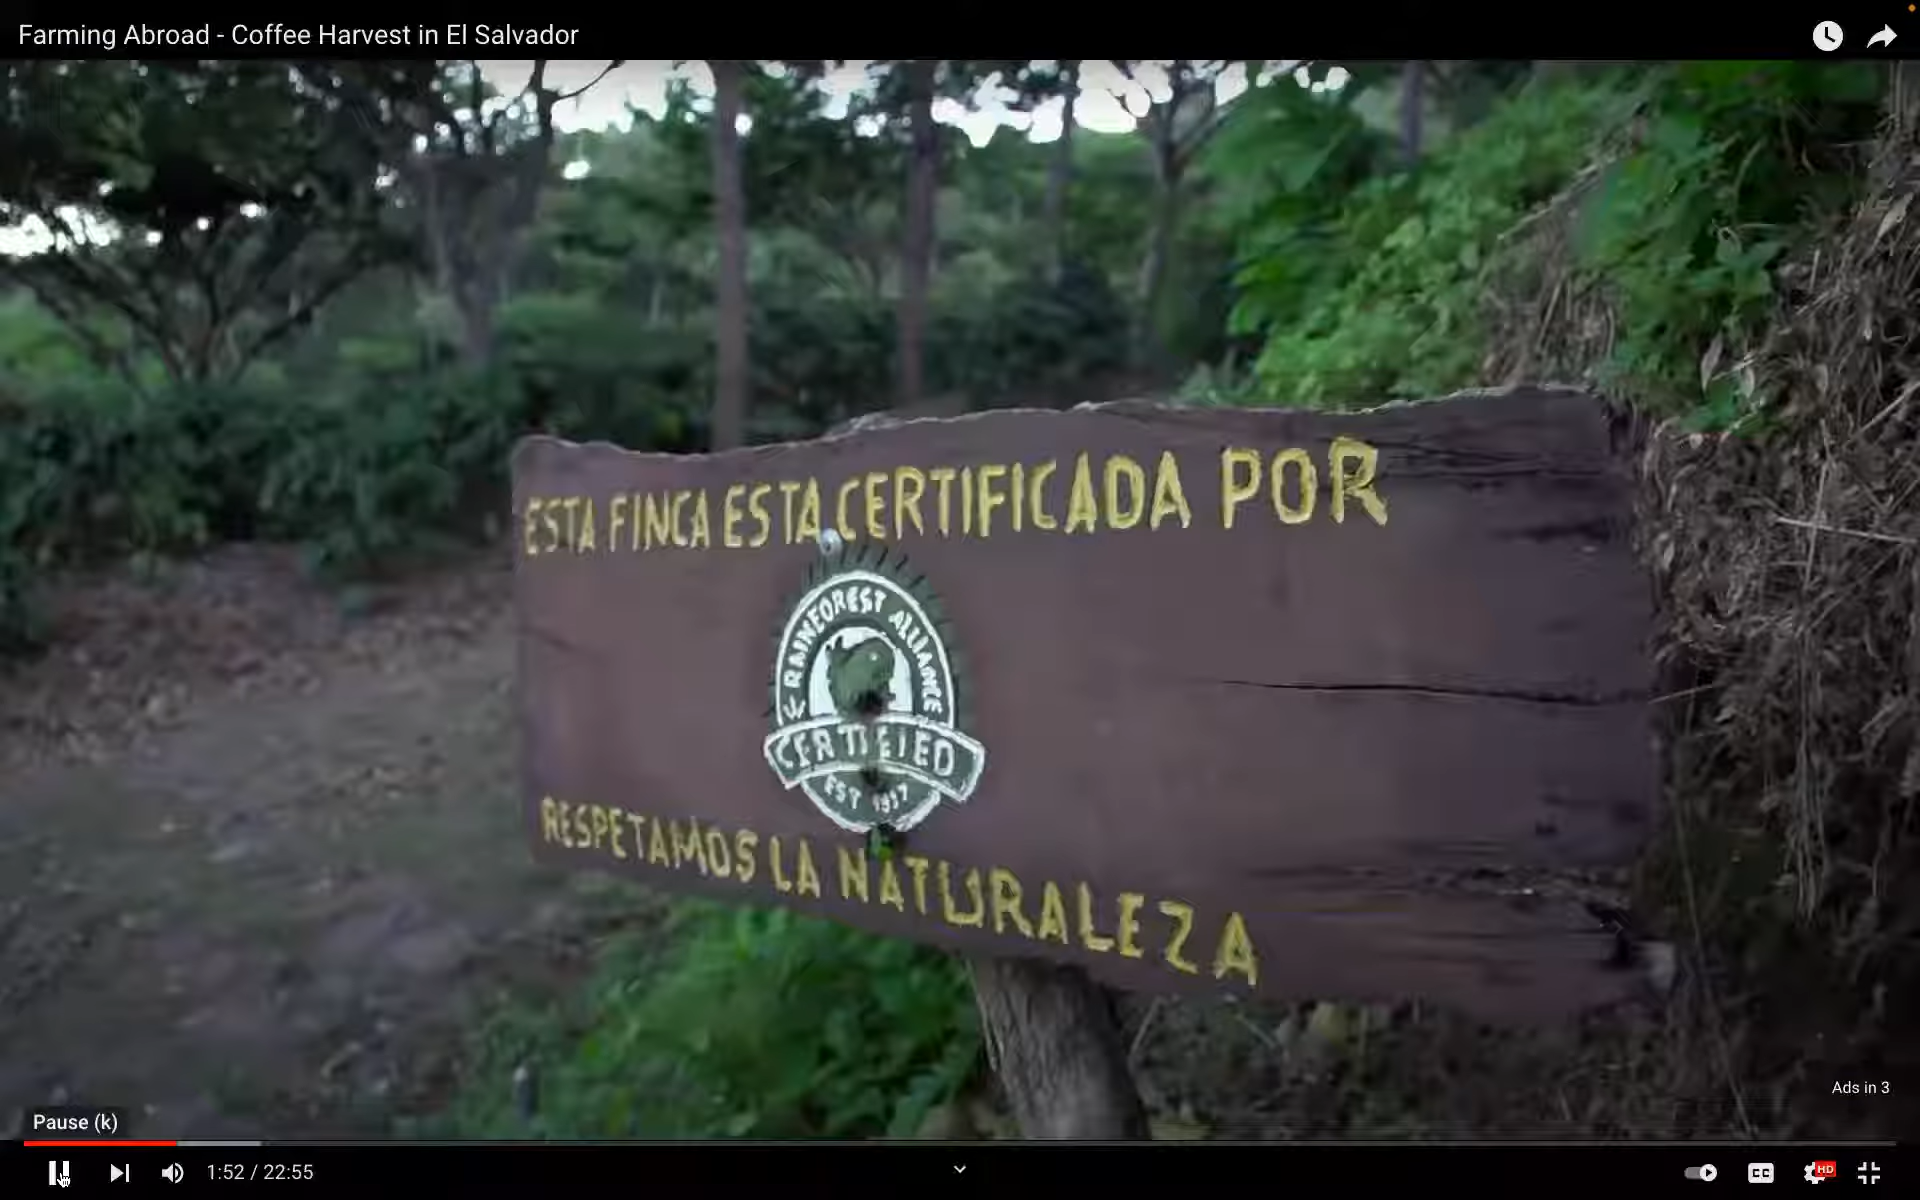 Farming Abroad - Coffee Harvest in El Salvador
ESTA FINCA ESTA CERTIFICADA POR
RAINFOREST ALLIANCE
CERTIFIED
EST 1987
RESPETAMOS LA NATURALEZA
Ads in 3
Pause (k)
1:52 / 22:55
CC
HD